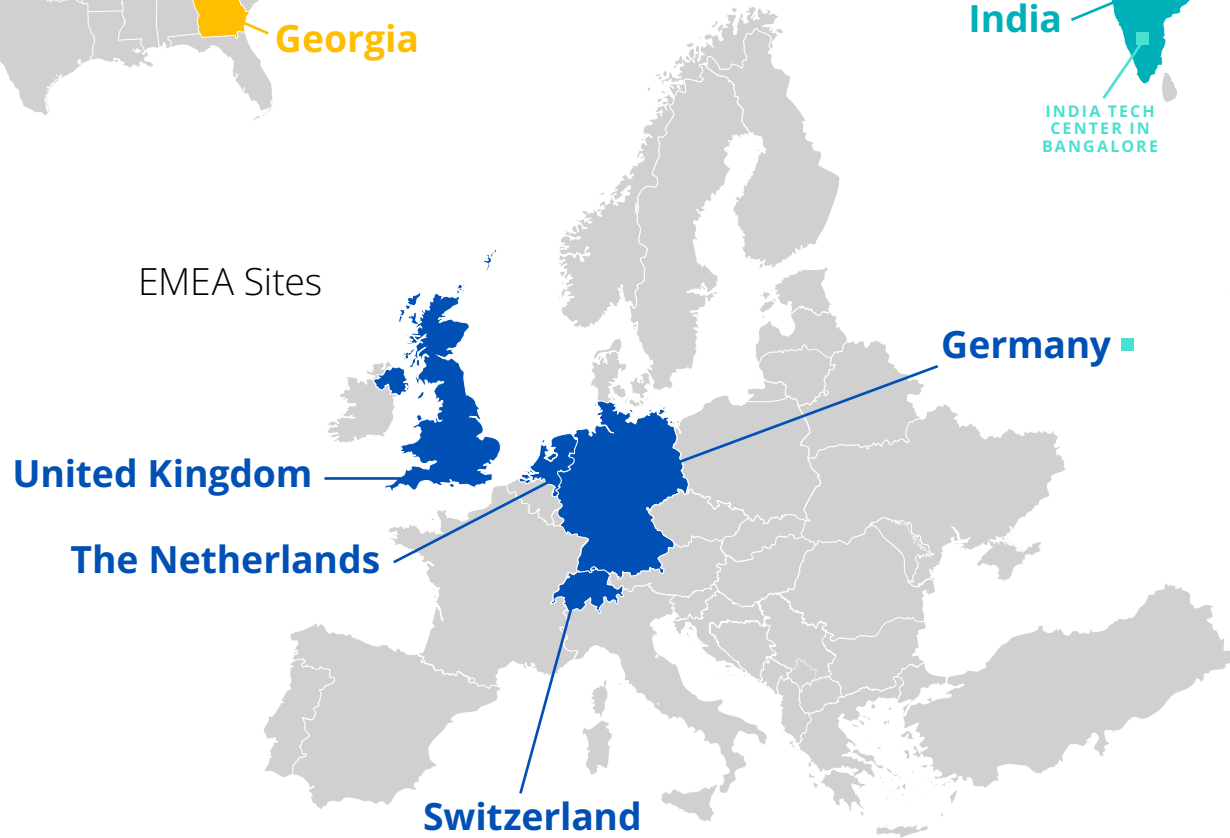 Georgia
India
INDIA TECH
CENTER IN
BANGALORE
EMEA Sites
Germany
United Kingdom
The Netherlands
Switzerland